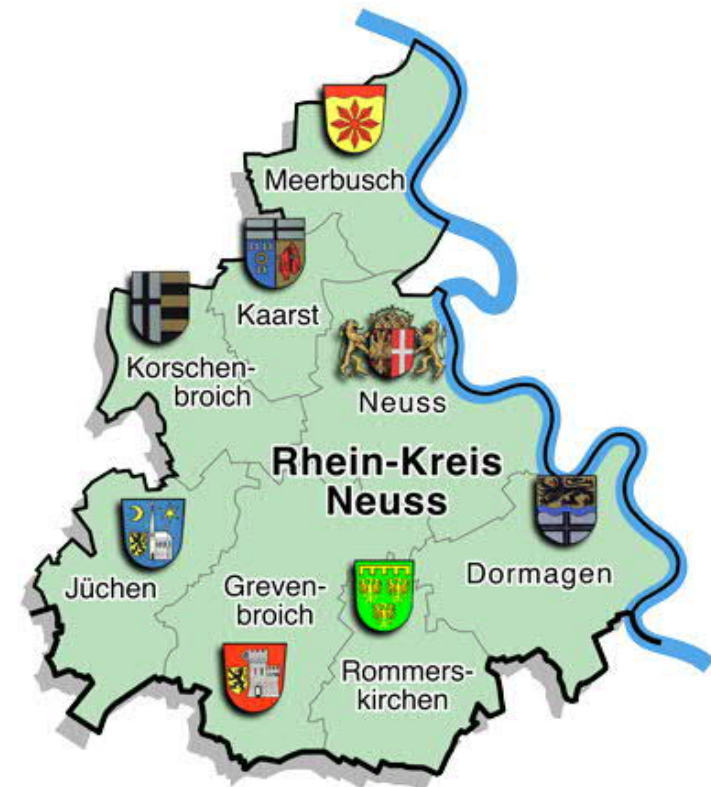 Meerbusch
Kaarst
Korschen-
broich
Neuss
Rhein-Kreis
Neuss
Jüchen
Greven-
broich
Dormagen
Rommers-
kirchen